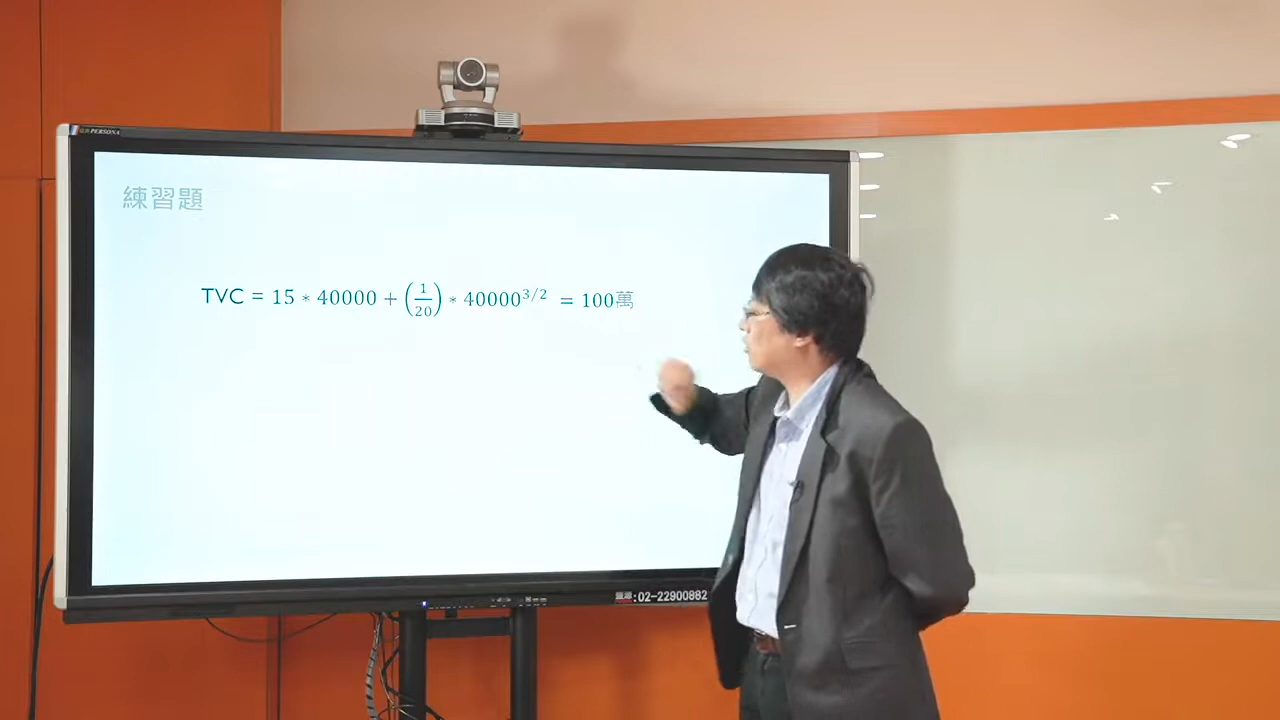 PERSONA
練習題
TVC = 15 ∗ 40000 + (1/20) ∗ 40000^3/2 = 100萬
:02-22900882